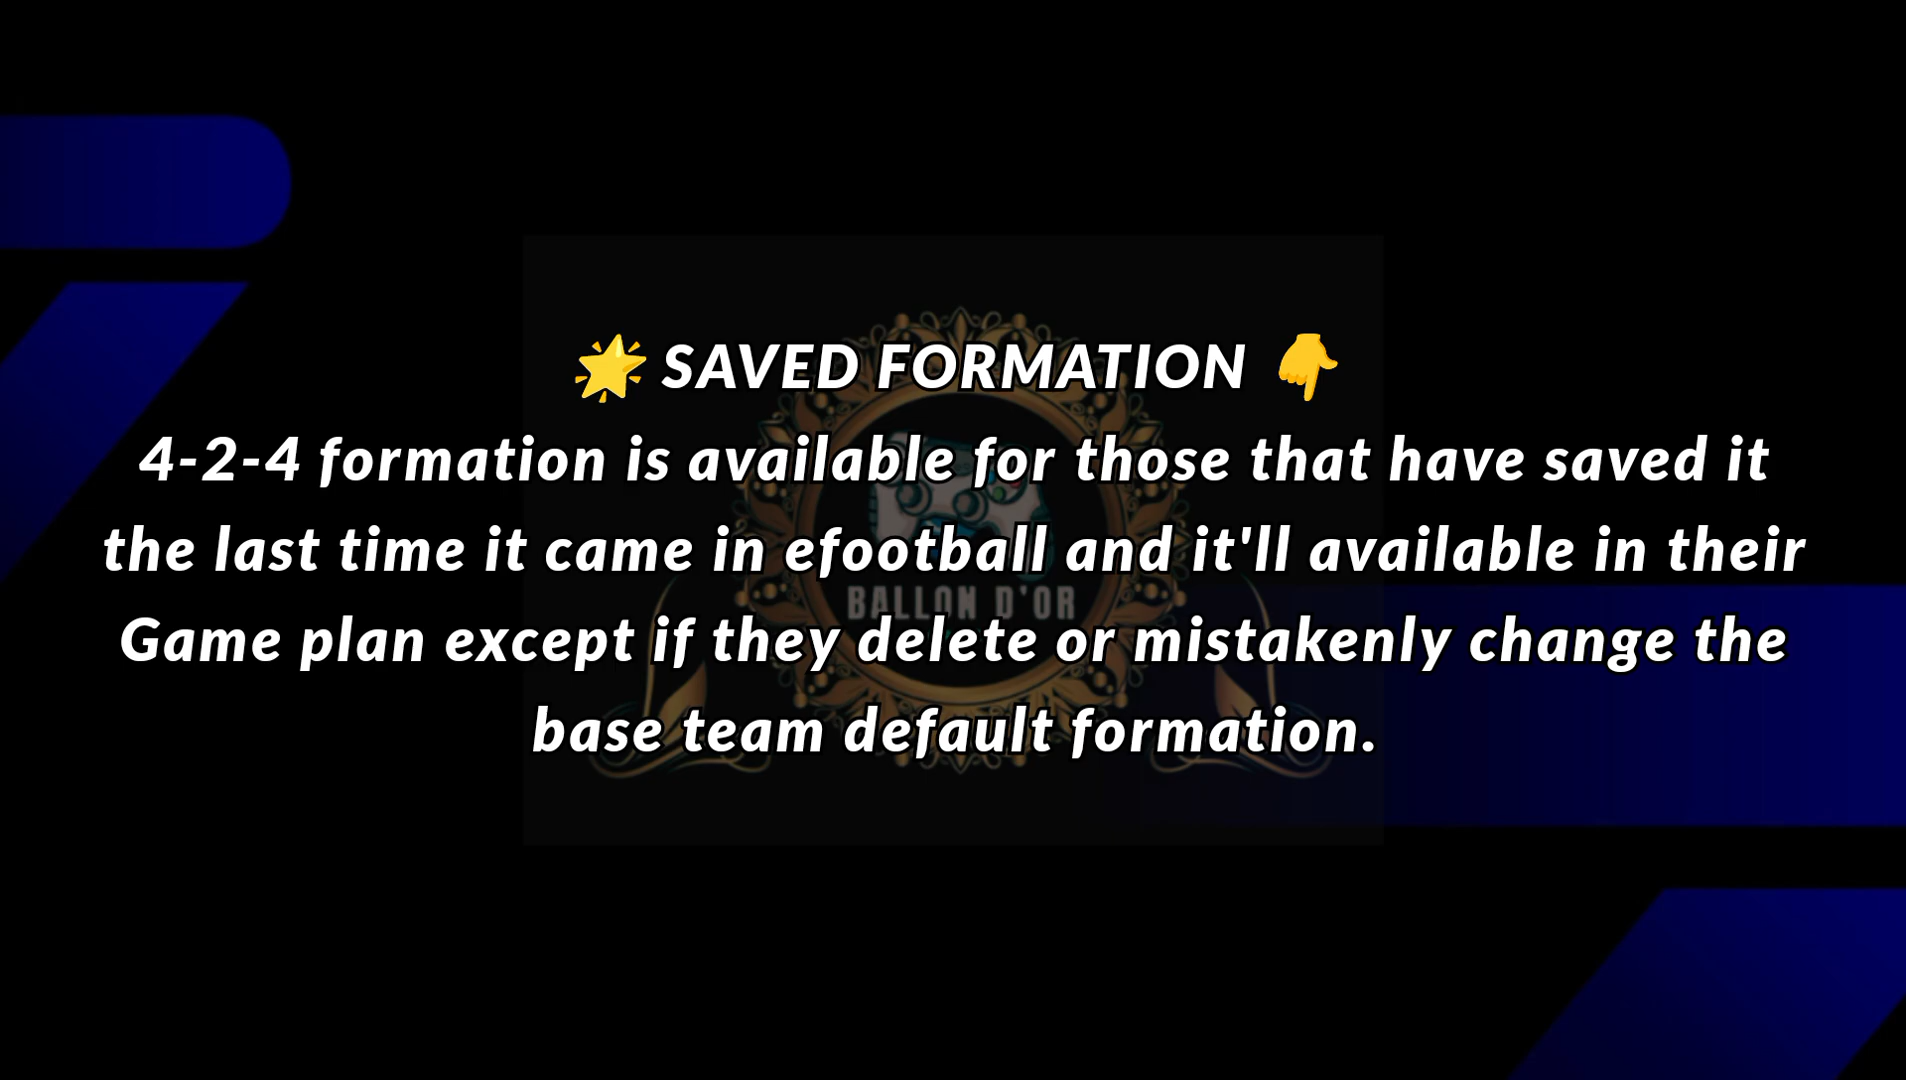 🌟 SAVED FORMATION 👇
4-2-4 formation is available for those that have saved it
the last time it came in efootball and it'll available in their
Game plan except if they delete or mistakenly change the
base team default formation.
BALLON D'OR